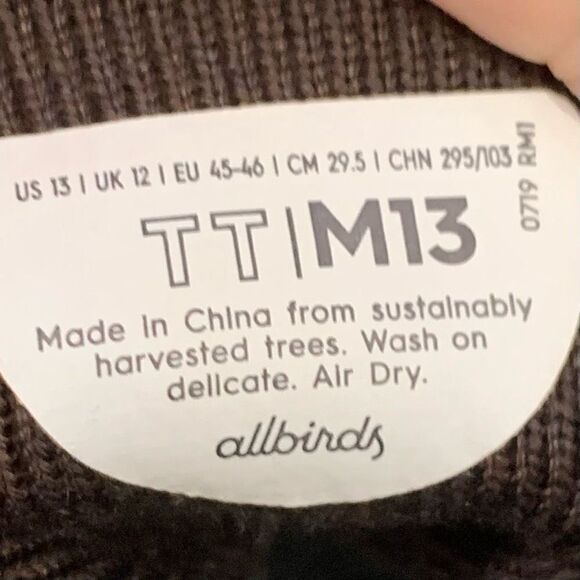 US 13 | UK 12 | EU 45-46 | CM 29.5 | CHN 295/103
0719 RM1
TT | M13
Made in China from sustainably
harvested trees. Wash on
delicate. Air Dry.
allbirds